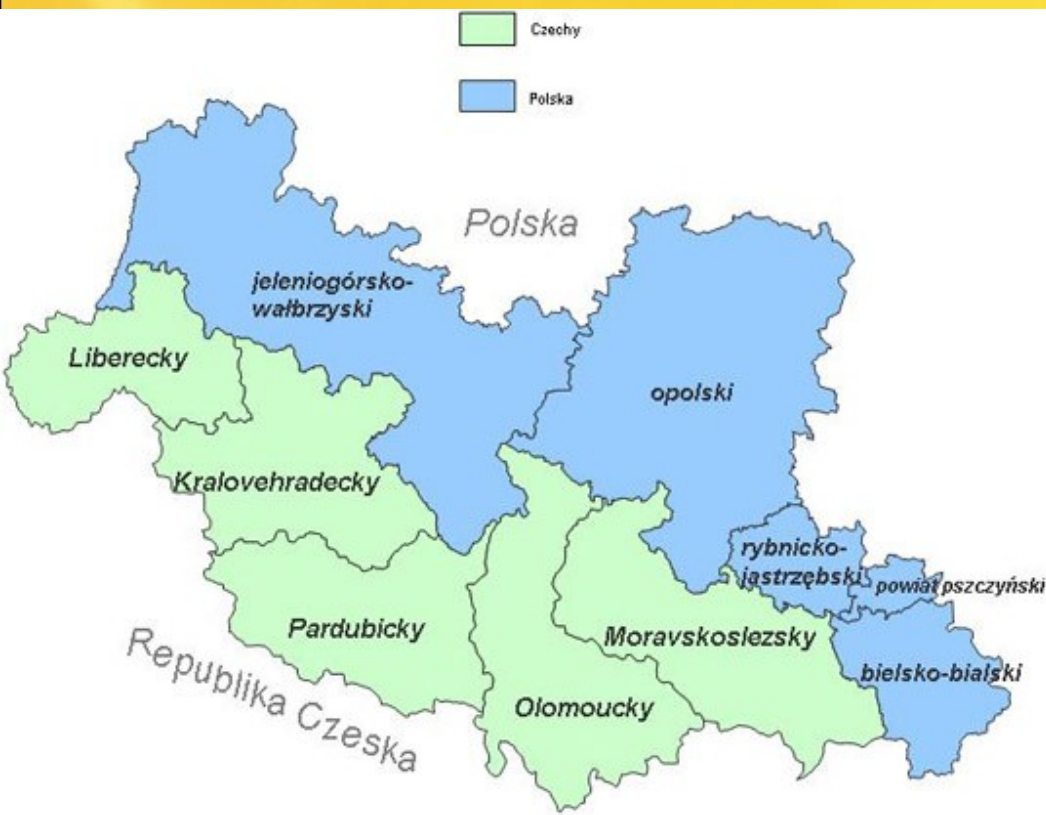 Czechy
Polska
Polska
jeleniogórsko-
wałbrzyski
Liberecky
opolski
Kralovehradecky
rybnicko-
jastrzębski
powiat pszczyński
Pardubicky
Moravskoslezsky
bielsko-bialski
Olomoucky
Republika Czeska